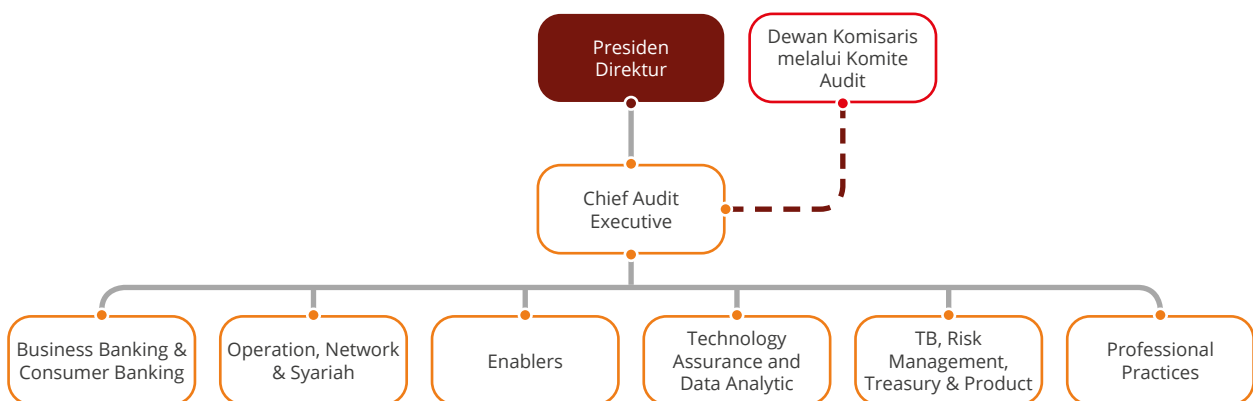 Presiden
Direktur
Dewan Komisaris
melalui Komite
Audit
Chief Audit
Executive
Business Banking &
Consumer Banking
Operation, Network
& Syariah
Enablers
Technology
Assurance and
Data Analytic
TB, Risk
Management,
Treasury & Product
Professional
Practices